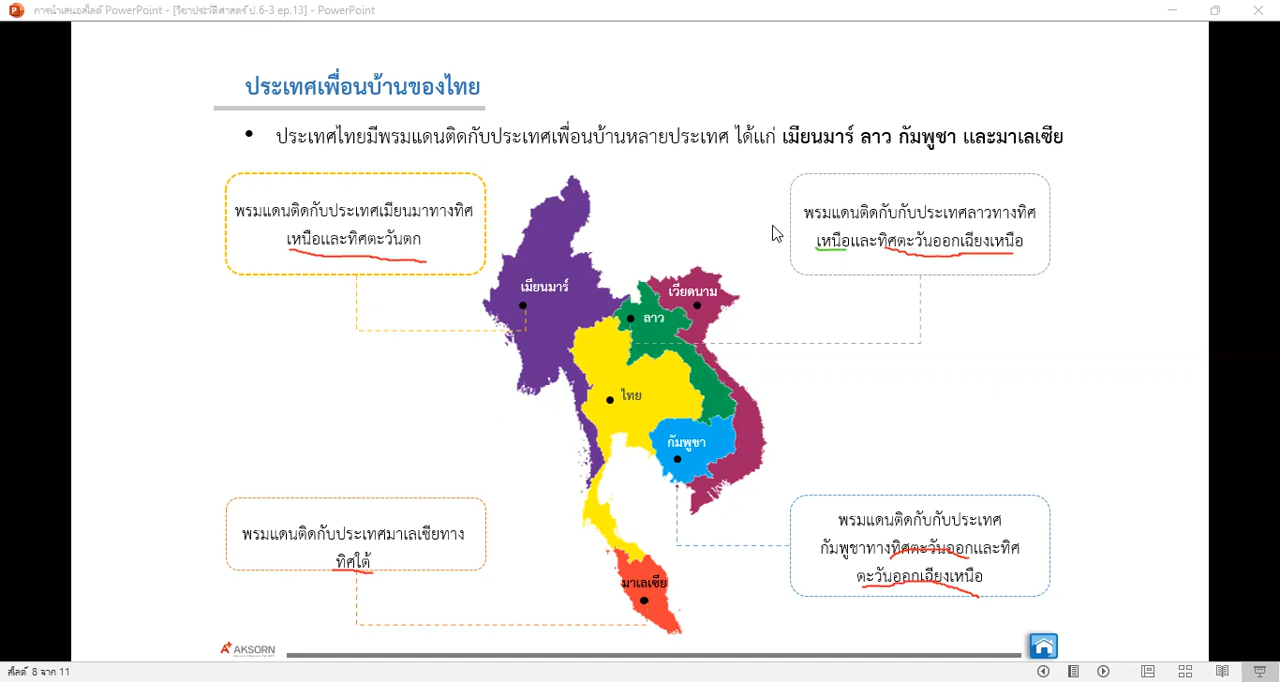 การนำเสนอสไลด์ PowerPoint - [วิชาประวัติศาสตร์ ป.6-3 ep.13] - PowerPoint
ประเทศเพื่อนบ้านของไทย
• ประเทศไทยมีพรมแดนติดกับประเทศเพื่อนบ้านหลายประเทศ ได้แก่ เมียนมาร์ ลาว กัมพูชา และมาเลเซีย
พรมแดนติดกับประเทศเมียนมาทางทิศ
เหนือและทิศตะวันตก
พรมแดนติดกับกับประเทศลาวทางทิศ
เหนือและทิศตะวันออกเฉียงเหนือ
เมียนมาร์
เวียดนาม
ลาว
ไทย
กัมพูชา
พรมแดนติดกับประเทศมาเลเซียทาง
ทิศใต้
พรมแดนติดกับกับประเทศ
กัมพูชาทางทิศตะวันออกและทิศ
ตะวันออกเฉียงเหนือ
มาเลเซีย
AKSORN
สไลด์ 8 จาก 11